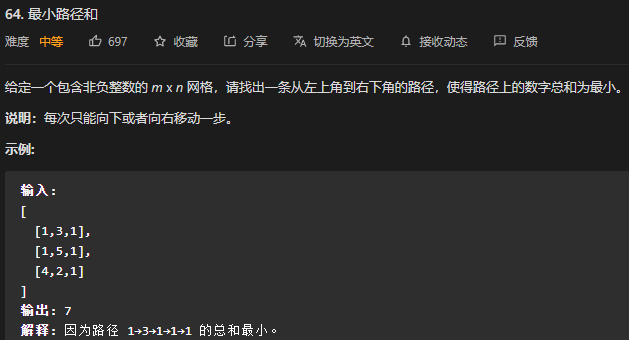 64. 最小路径和
难度 中等 697 收藏 分享 切换为英文 接收动态 反馈
给定一个包含非负整数的 m x n 网格，请找出一条从左上角到右下角的路径，使得路径上的数字总和为最小。
说明：每次只能向下或者向右移动一步。
示例:
输入:
[
[1,3,1],
[1,5,1],
[4,2,1]
]
输出: 7
解释: 因为路径 1→3→1→1→1 的总和最小。